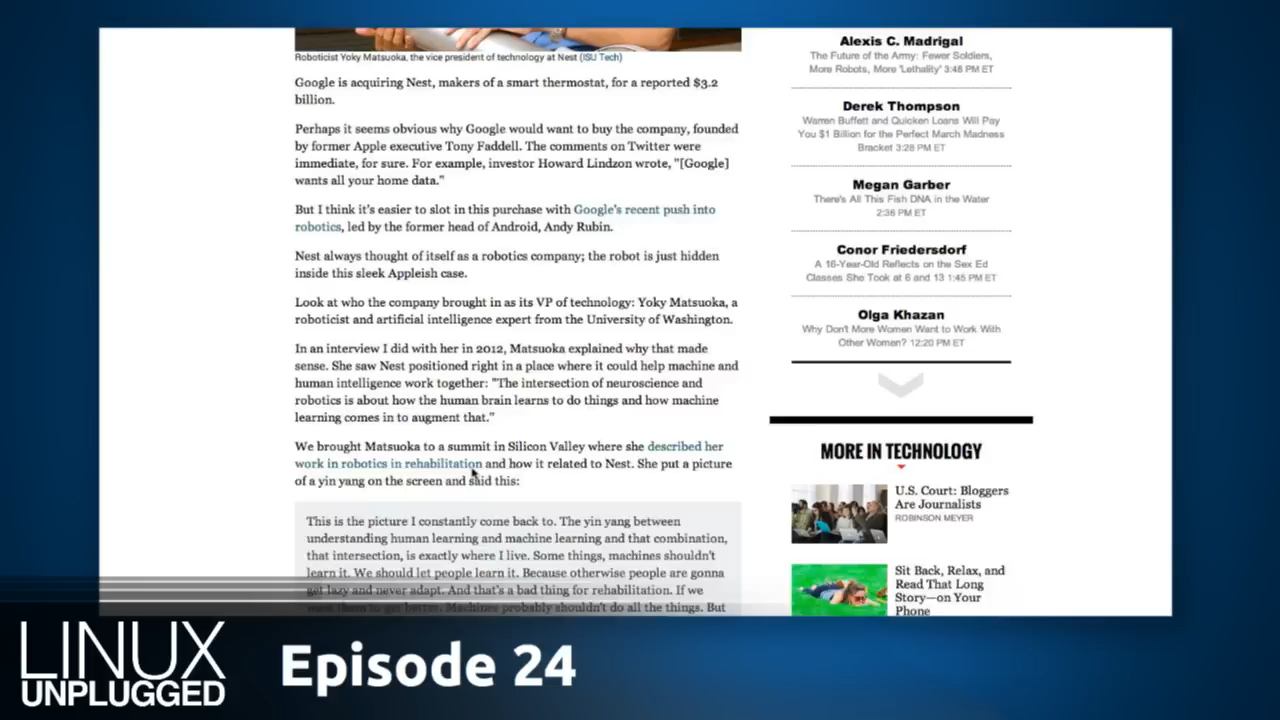 Roboticist Yoky Matsuoka, the vice president of technology at Nest (ISU Tech)
Google is acquiring Nest, makers of a smart thermostat, for a reported $3.2
billion.
Perhaps it seems obvious why Google would want to buy the company, founded
by former Apple executive Tony Faddell. The comments on Twitter were
immediate, for sure. For example, investor Howard Lindzon wrote, "[Google]
wants all your home data."
But I think it's easier to slot in this purchase with Google's recent push into
robotics, led by the former head of Android, Andy Rubin.
Nest always thought of itself as a robotics company; the robot is just hidden
inside this sleek Appleish case.
Look at who the company brought in as its VP of technology: Yoky Matsuoka, a
roboticist and artificial intelligence expert from the University of Washington.
In an interview I did with her in 2012, Matsuoka explained why that made
sense. She saw Nest positioned right in a place where it could help machine and
human intelligence work together: "The intersection of neuroscience and
robotics is about how the human brain learns to do things and how machine
learning comes in to augment that."
We brought Matsuoka to a summit in Silicon Valley where she described her
work in robotics in rehabilitation and how it related to Nest. She put a picture
of a yin yang on the screen and said this:
This is the picture I constantly come back to. The yin yang between
understanding human learning and machine learning and that combination,
that intersection, is exactly where I live. Some things, machines shouldn't
learn it. We should let people learn it. Because otherwise people are gonna
get lazy and never adapt. And that's a bad thing for rehabilitation. If we
want them to get better. Machines probably shouldn't do all the things. But
Alexis C. Madrigal
The Future of the Army: Fewer Soldiers,
More Robots, More 'Lethality' 3:48 PM ET
Derek Thompson
Warren Buffett and Quicken Loans Will Pay
You $1 Billion for the Perfect March Madness
Bracket 3:28 PM ET
Megan Garber
There's All This Fish DNA in the Water
2:36 PM ET
Conor Friedersdorf
A 16-Year-Old Reflects on the Sex Ed
Classes She Took at 6 and 13 1:45 PM ET
Olga Khazan
Why Don't More Women Want to Work With
Other Women? 12:20 PM ET
MORE IN TECHNOLOGY
U.S. Court: Bloggers
Are Journalists
ROBINSON MEYER
Sit Back, Relax, and
Read That Long
Story—on Your
Phone
LINUX
UNPLUGGED
Episode 24